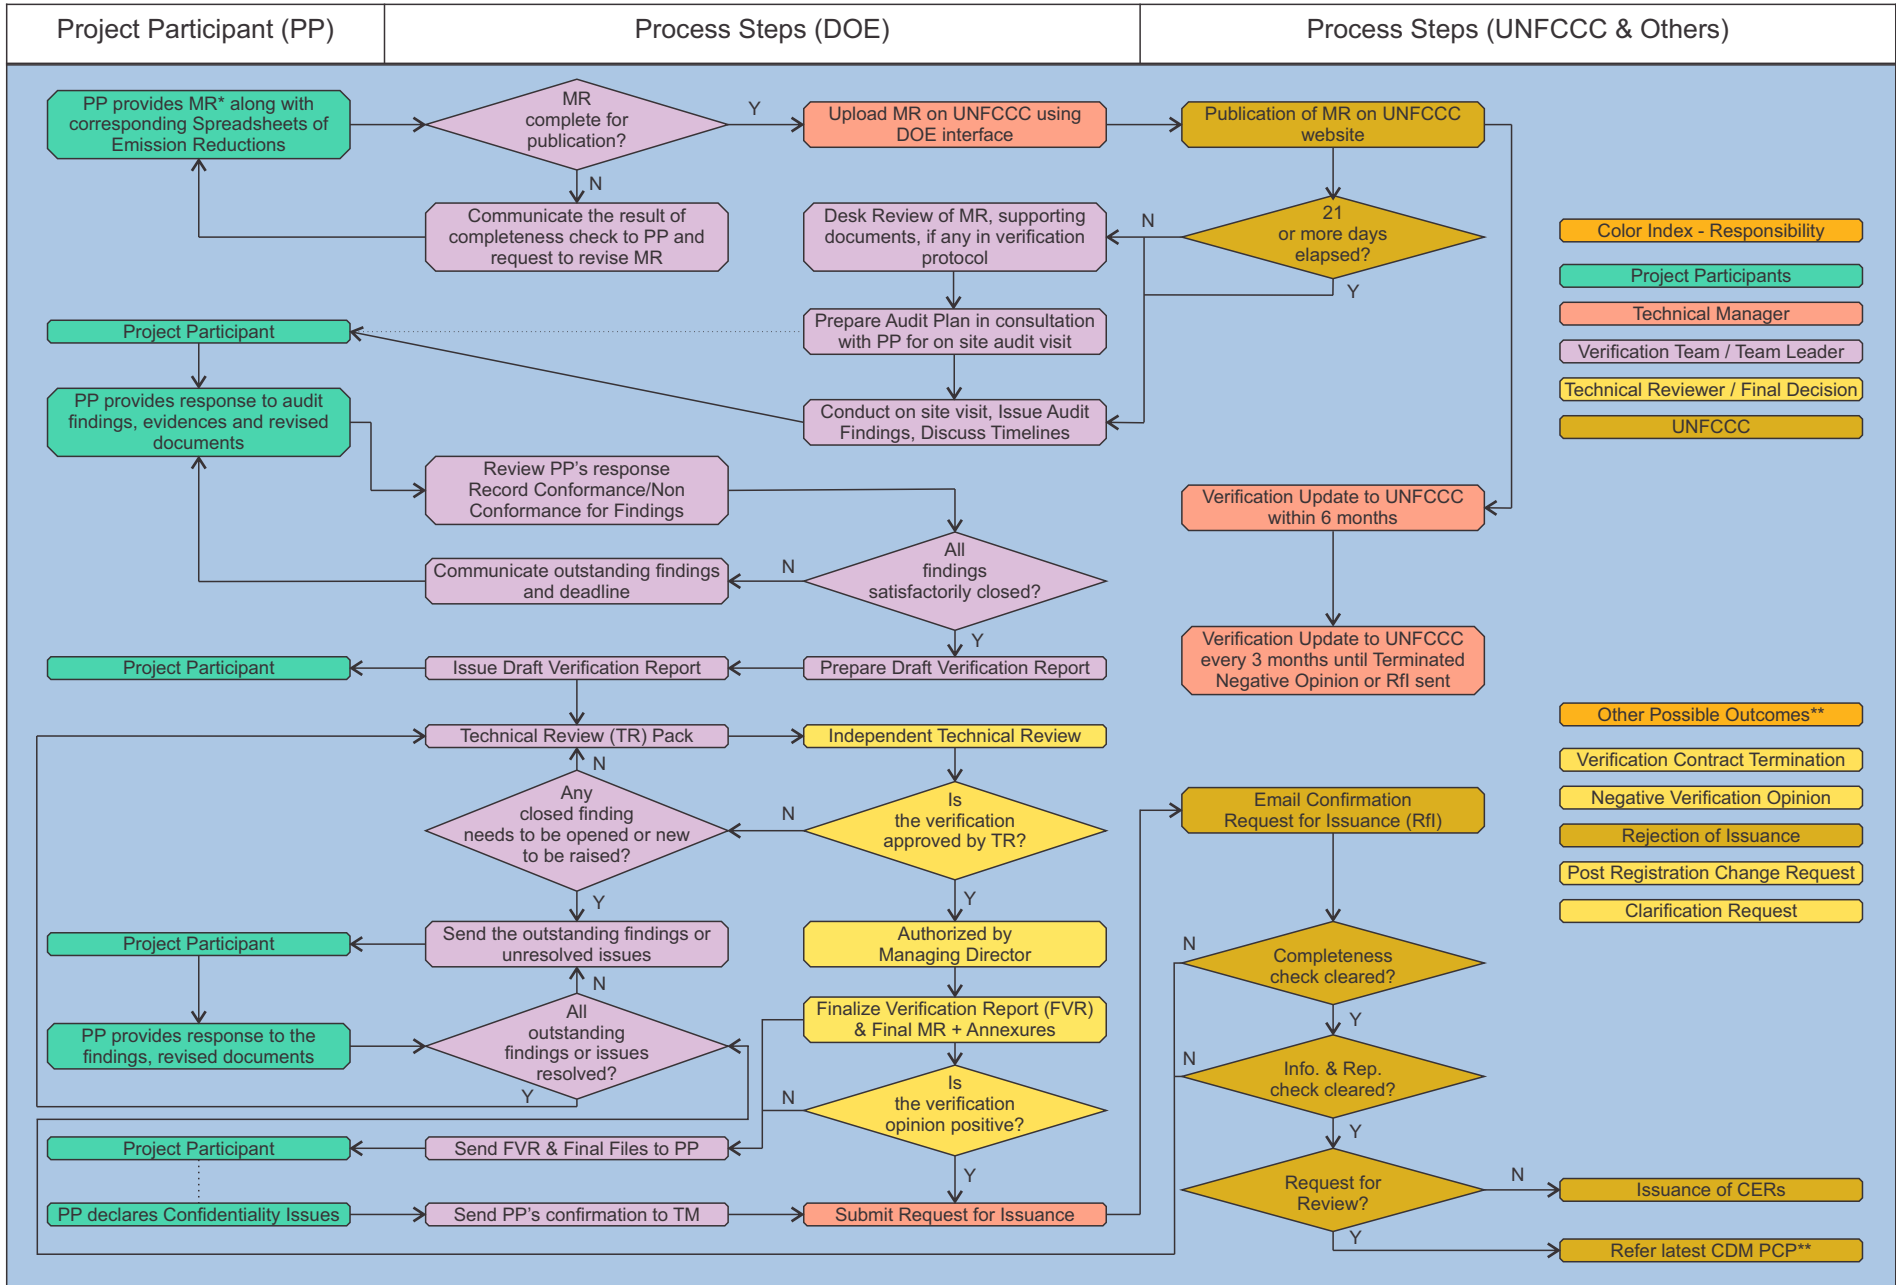 Project Participant (PP)
Process Steps (DOE)
Process Steps (UNFCCC & Others)
PP provides MR* along with
corresponding Spreadsheets of
Emission Reductions
MR
complete for
publication?
Y
Upload MR on UNFCCC using
DOE interface
Publication of MR on UNFCCC
website
N
Communicate the result of
completeness check to PP and
request to revise MR
Desk Review of MR, supporting
documents, if any in verification
protocol
N
21
or more days
elapsed?
Y
Color Index - Responsibility
Project Participants
Technical Manager
Verification Team / Team Leader
Technical Reviewer / Final Decision
UNFCCC
Project Participant
Prepare Audit Plan in consultation
with PP for on site audit visit
PP provides response to audit
findings, evidences and revised
documents
Conduct on site visit, Issue Audit
Findings, Discuss Timelines
Review PP's response
Record Conformance/Non
Conformance for Findings
Verification Update to UNFCCC
within 6 months
Communicate outstanding findings
and deadline
N
All
findings
satisfactorily closed?
Y
Verification Update to UNFCCC
every 3 months until Terminated
Negative Opinion or RfI sent
Project Participant
Issue Draft Verification Report
Prepare Draft Verification Report
Technical Review (TR) Pack
Independent Technical Review
Other Possible Outcomes**
Verification Contract Termination
Negative Verification Opinion
Rejection of Issuance
Post Registration Change Request
Clarification Request
N
Any
closed finding
needs to be opened or new
to be raised?
Y
N
Is
the verification
approved by TR?
Y
Email Confirmation
Request for Issuance (RfI)
Project Participant
Send the outstanding findings or
unresolved issues
Authorized by
Managing Director
N
Completeness
check cleared?
Y
N
All
outstanding
findings or issues
resolved?
Y
PP provides response to the
findings, revised documents
Finalize Verification Report (FVR)
& Final MR + Annexures
N
Info. & Rep.
check cleared?
Y
N
Is
the verification
opinion positive?
Y
Project Participant
Send FVR & Final Files to PP
Request for
Review?
N
Issuance of CERs
Y
PP declares Confidentiality Issues
Send PP's confirmation to TM
Submit Request for Issuance
Refer latest CDM PCP**